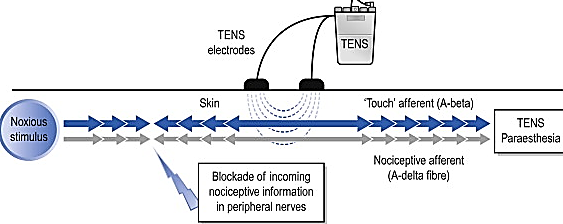 TENS
electrodes
TENS
Skin
‘Touch’ afferent (A-beta)
Noxious
stimulus
TENS
Paraesthesia
Nociceptive afferent
(A-delta fibre)
Blockade of incoming
nociceptive information
in peripheral nerves